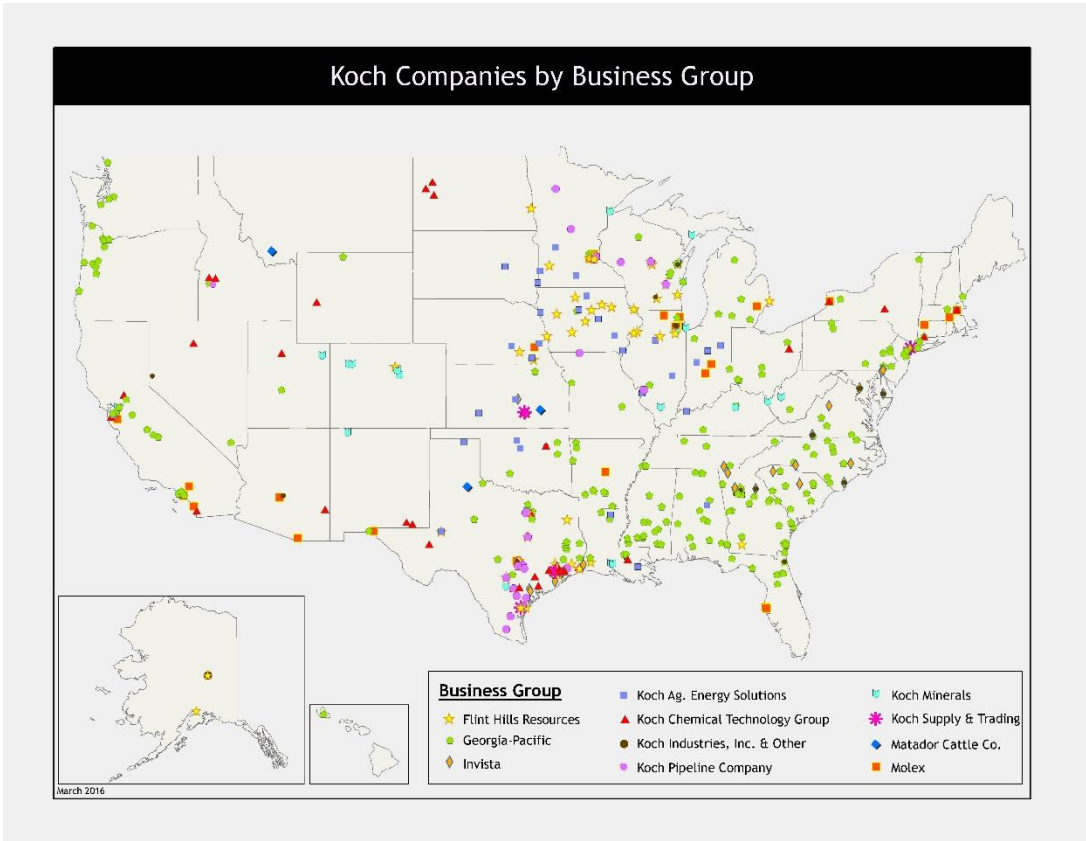 Koch Companies by Business Group
Business Group
Flint Hills Resources
Georgia-Pacific
Invista
Koch Ag. Energy Solutions
Koch Chemical Technology Group
Koch Industries, Inc. & Other
Koch Pipeline Company
Koch Minerals
Koch Supply & Trading
Matador Cattle Co.
Molex
March 2016